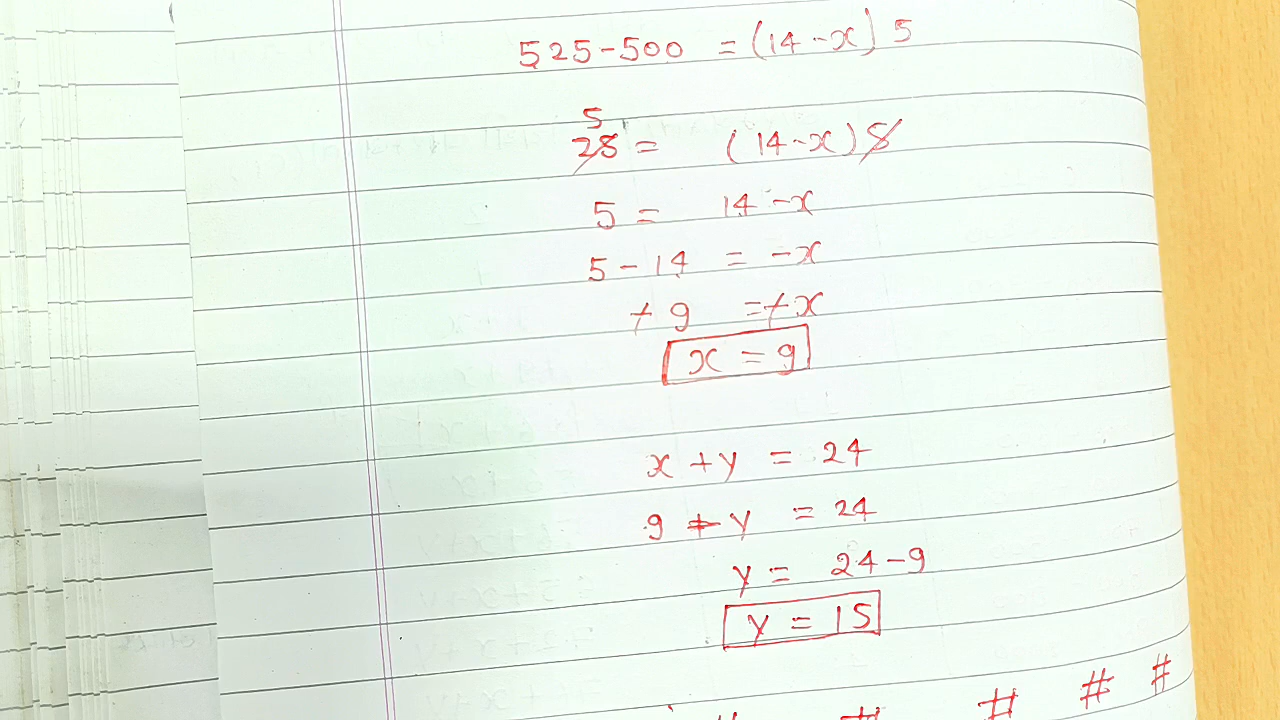 525-500 = (14-x) 5
5
25 = (14-x) 5
5 = 14 -x
5-14 = -x
+ 9 = +x
x = 9
x + y = 24
9 + y = 24
y = 24-9
y = 15
# # # # #